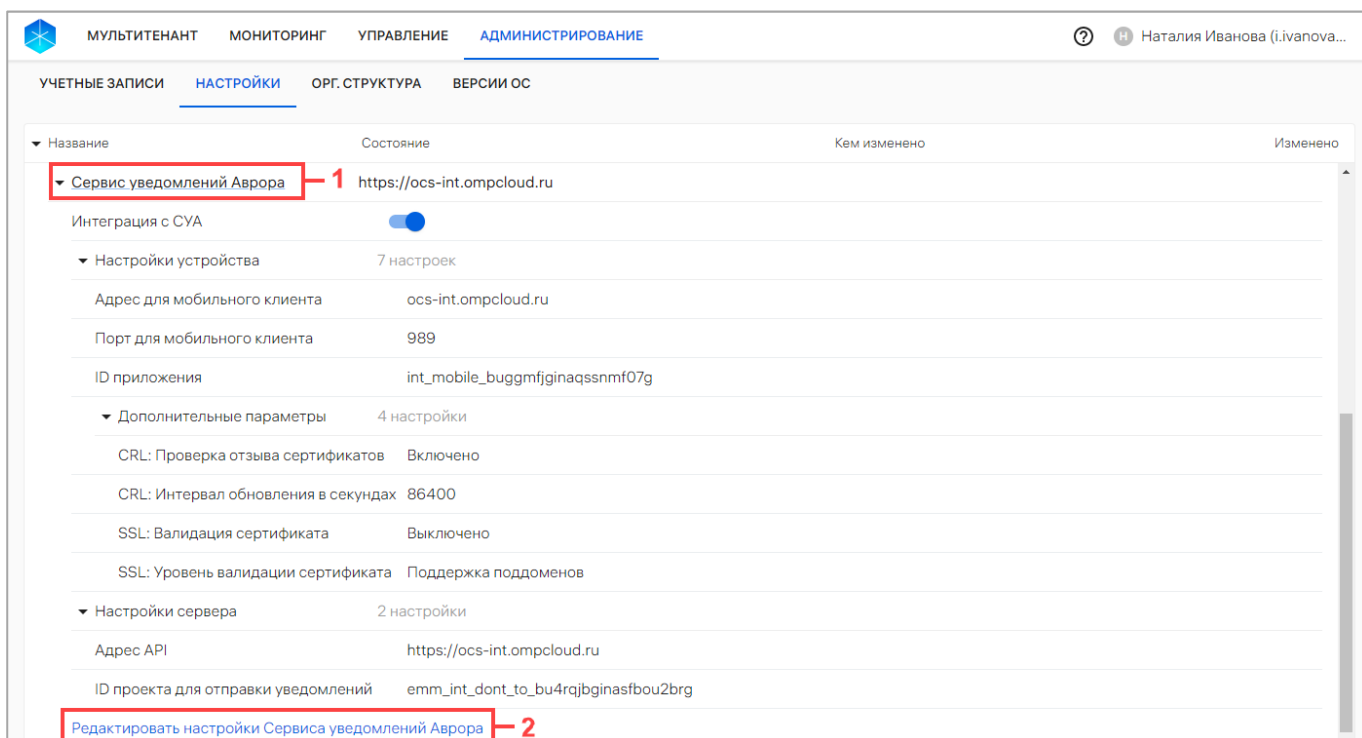 МУЛЬТИТЕНАНТ МОНИТОРИНГ УПРАВЛЕНИЕ АДМИНИСТРИРОВАНИЕ ? Н Наталия Иванова (i.ivanova...
УЧЕТНЫЕ ЗАПИСИ НАСТРОЙКИ ОРГ. СТРУКТУРА ВЕРСИИ ОС
Название Состояние Кем изменено Изменено
Сервис уведомлений Аврора 1 https://ocs-int.ompcloud.ru
Интеграция с СУА
Настройки устройства 7 настроек
Адрес для мобильного клиента ocs-int.ompcloud.ru
Порт для мобильного клиента 989
ID приложения int_mobile_buggmfjginaqssnmf07g
Дополнительные параметры 4 настройки
CRL: Проверка отзыва сертификатов Включено
CRL: Интервал обновления в секундах 86400
SSL: Валидация сертификата Выключено
SSL: Уровень валидации сертификата Поддержка поддоменов
Настройки сервера 2 настройки
Адрес API https://ocs-int.ompcloud.ru
ID проекта для отправки уведомлений emm_int_dont_to_bu4rqjbginasfbou2brg
Редактировать настройки Сервиса уведомлений Аврора 2